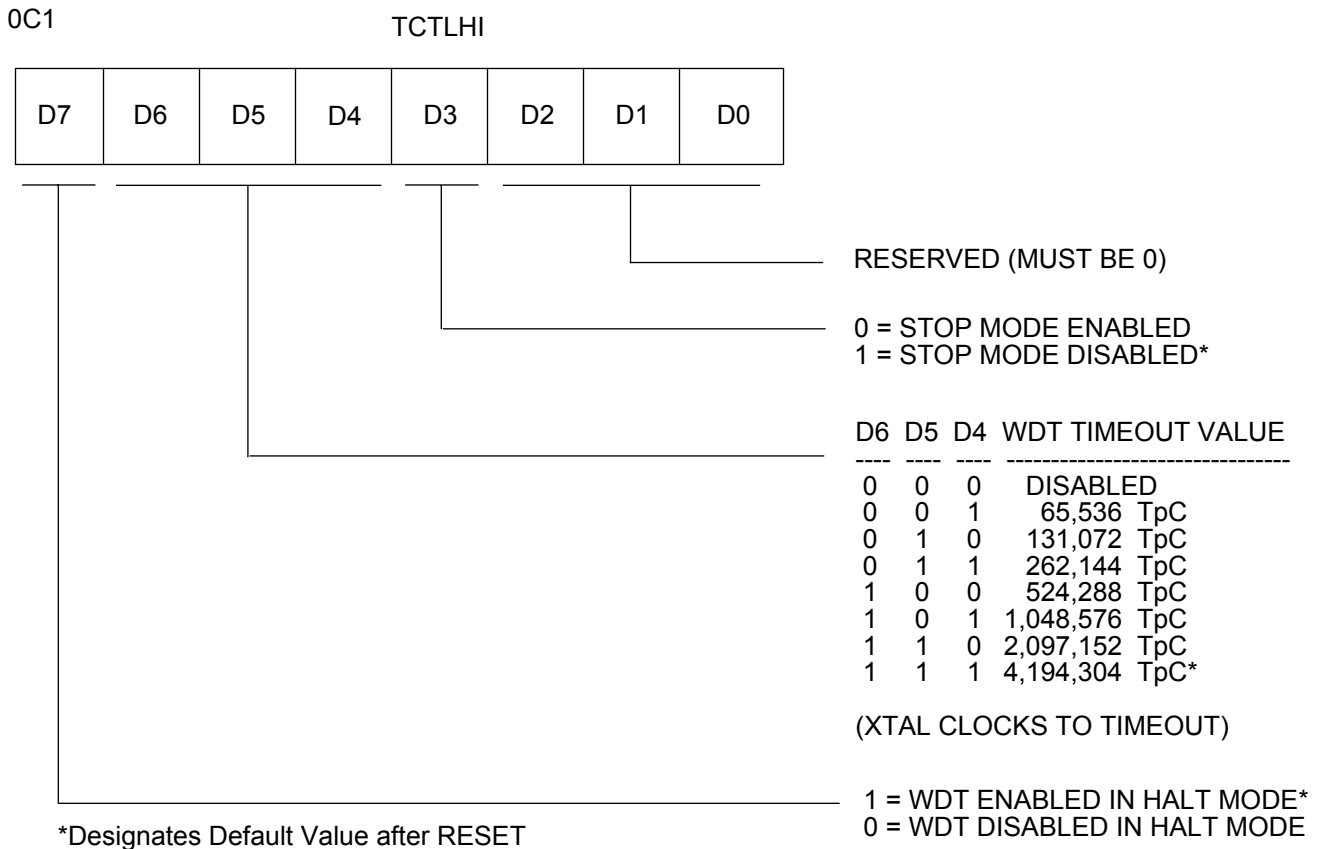 0C1
TCTLHI
D7 D6 D5 D4 D3 D2 D1 D0
RESERVED (MUST BE 0)
0 = STOP MODE ENABLED
1 = STOP MODE DISABLED*
D6 D5 D4 WDT TIMEOUT VALUE
---- ---- ---- --------------------------------
0 0 0 DISABLED
0 0 1 65,536 TpC
0 1 0 131,072 TpC
0 1 1 262,144 TpC
1 0 0 524,288 TpC
1 0 1 1,048,576 TpC
1 1 0 2,097,152 TpC
1 1 1 4,194,304 TpC*
(XTAL CLOCKS TO TIMEOUT)
1 = WDT ENABLED IN HALT MODE*
0 = WDT DISABLED IN HALT MODE
*Designates Default Value after RESET